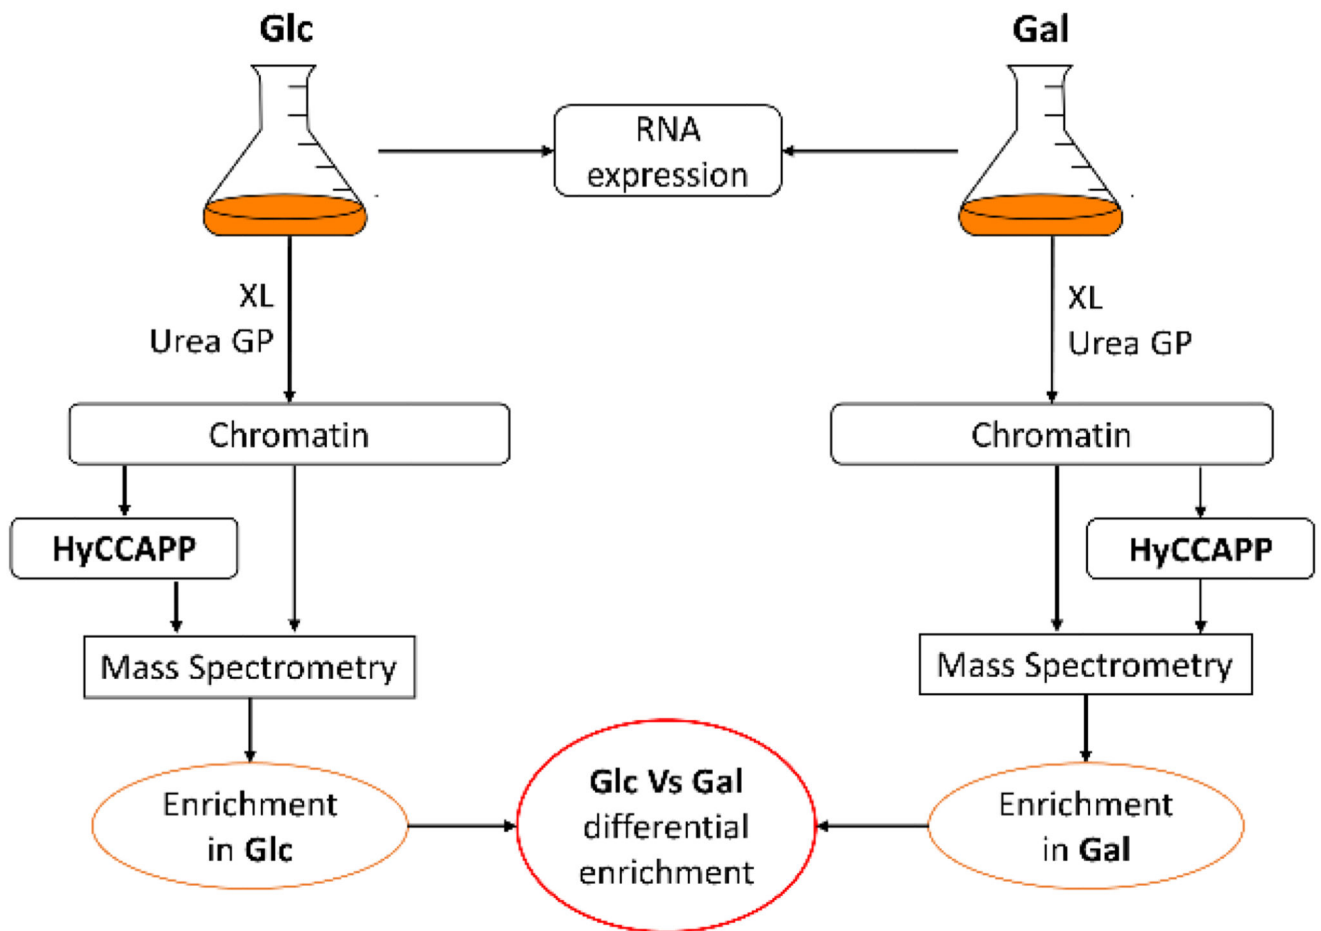 Glc
Gal
RNA
expression
XL
Urea GP
XL
Urea GP
Chromatin
Chromatin
HyCCAPP
HyCCAPP
Mass Spectrometry
Mass Spectrometry
Enrichment
in Glc
Glc Vs Gal
differential
enrichment
Enrichment
in Gal